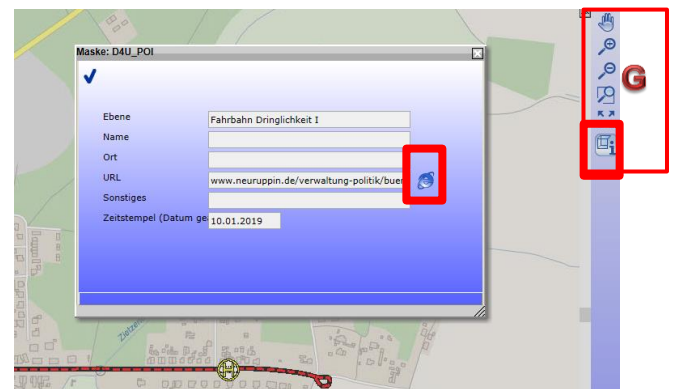 Maske: D4U_POI
Ebene Fahrbahn Dringlichkeit I
Name
Ort
URL www.neuruppin.de/verwaltung-politik/buer
Sonstiges
Zeitstempel (Datum ge 10.01.2019
G
i
H